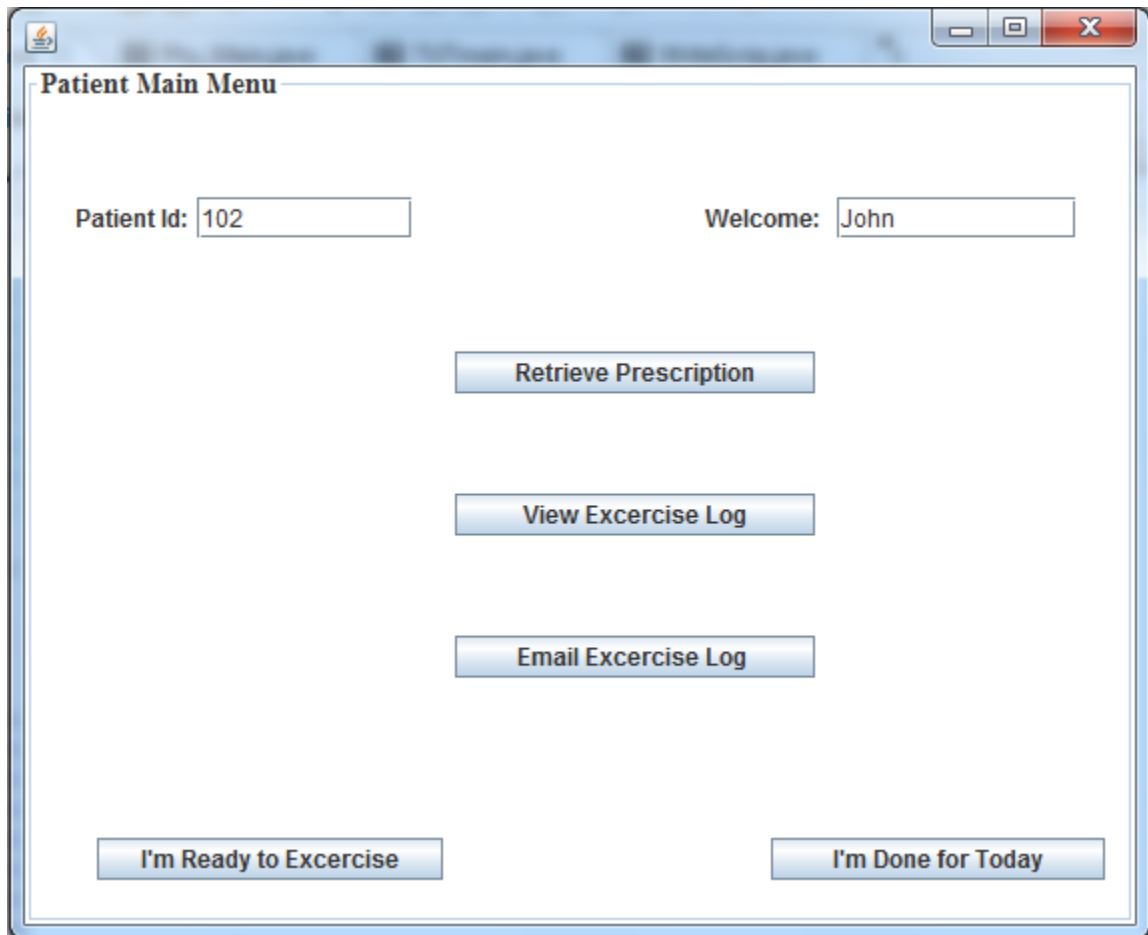 Patient Main Menu
Patient Id: 102 Welcome: John
Retrieve Prescription
View Excercise Log
Email Excercise Log
I'm Ready to Excercise I'm Done for Today